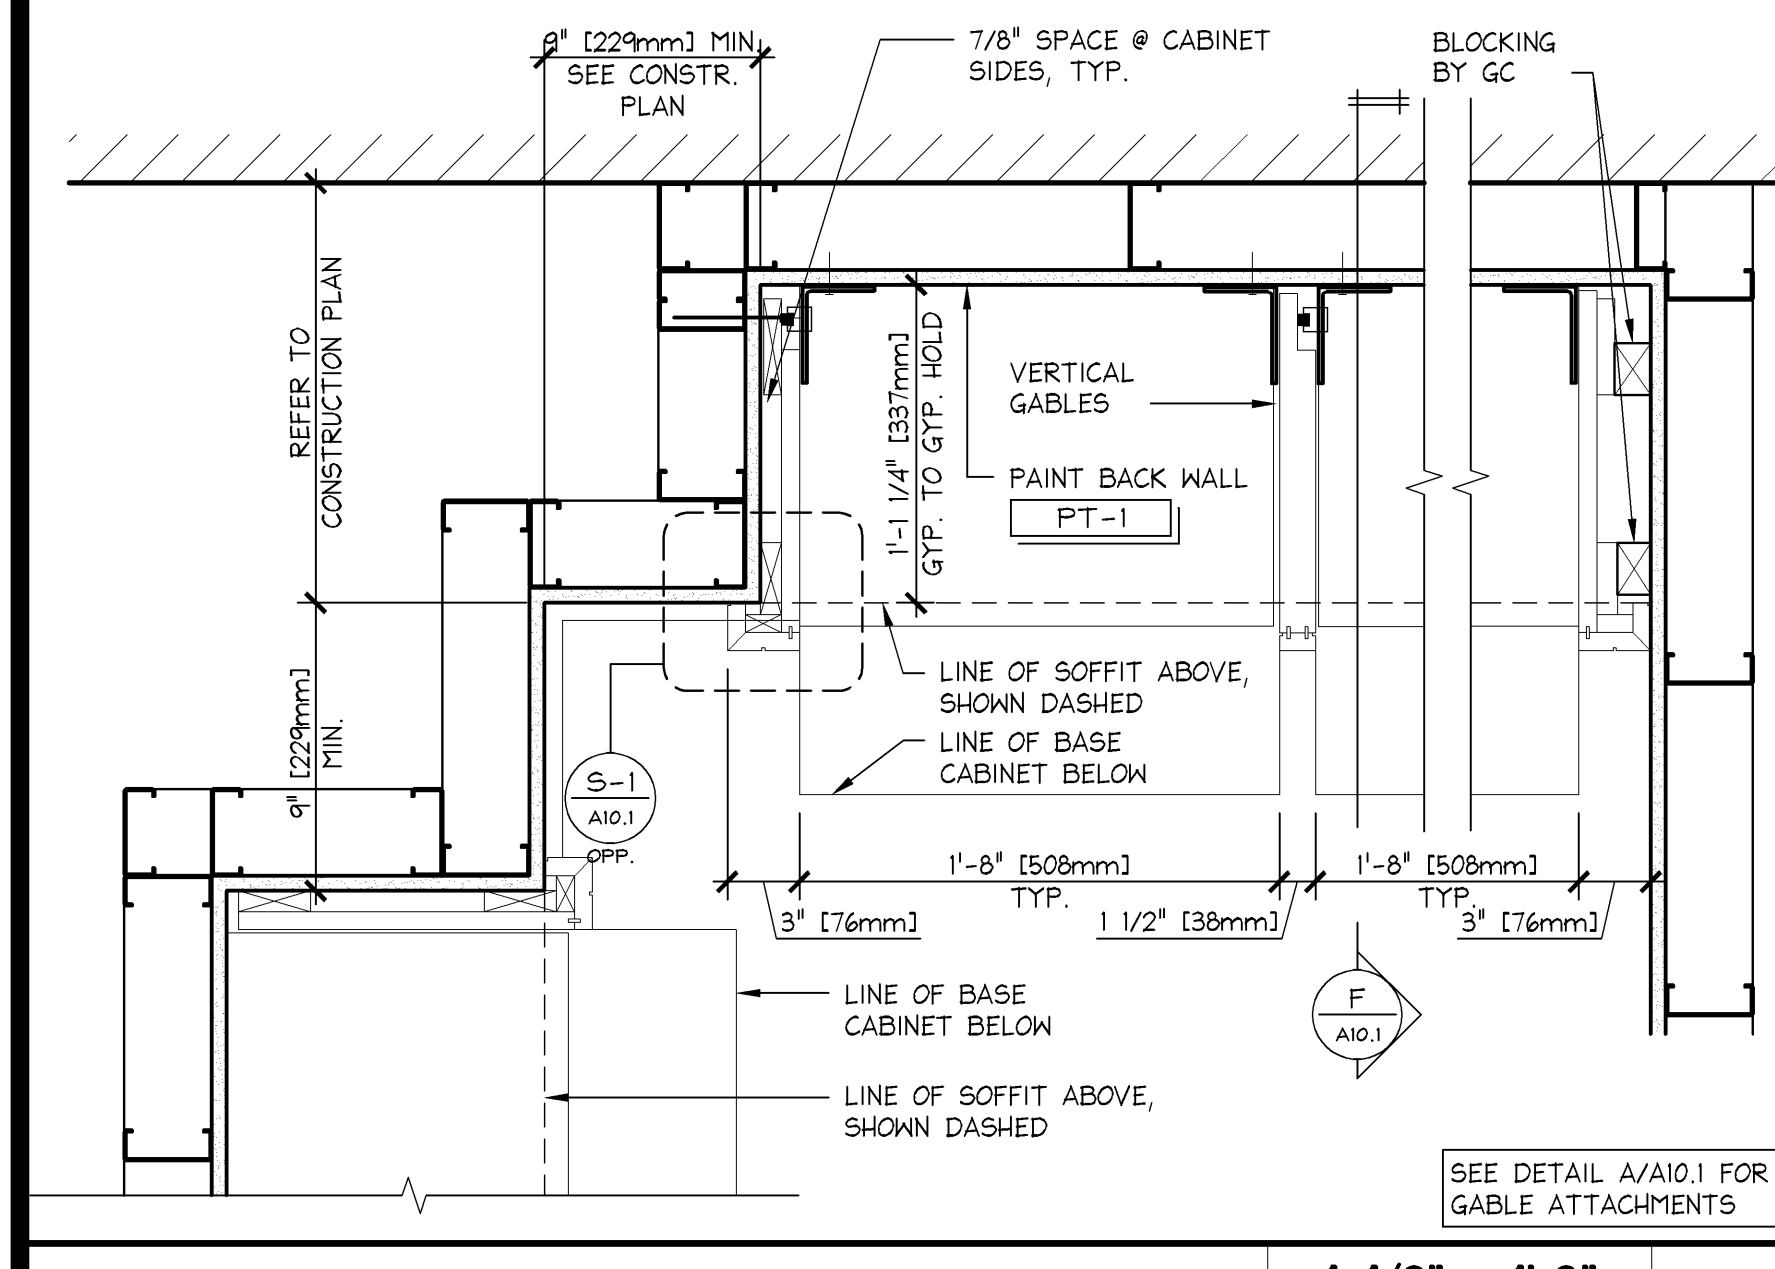 9" [229mm] MIN.
SEE CONSTR.
PLAN
7/8" SPACE @ CABINET
SIDES, TYP.
BLOCKING
BY GC
REFER TO
CONSTRUCTION PLAN
1'-1 1/4" [337mm]
GYP. TO GYP. HOLD
VERTICAL
GABLES
PAINT BACK WALL
PT-1
9" [229mm]
MIN.
LINE OF SOFFIT ABOVE,
SHOWN DASHED
LINE OF BASE
CABINET BELOW
S-1
A10.1
OPP.
1'-8" [508mm]
TYP.
1'-8" [508mm]
TYP.
3" [76mm]
1 1/2" [38mm]
3" [76mm]
LINE OF BASE
CABINET BELOW
F
A10.1
LINE OF SOFFIT ABOVE,
SHOWN DASHED
SEE DETAIL A/A10.1 FOR
GABLE ATTACHMENTS